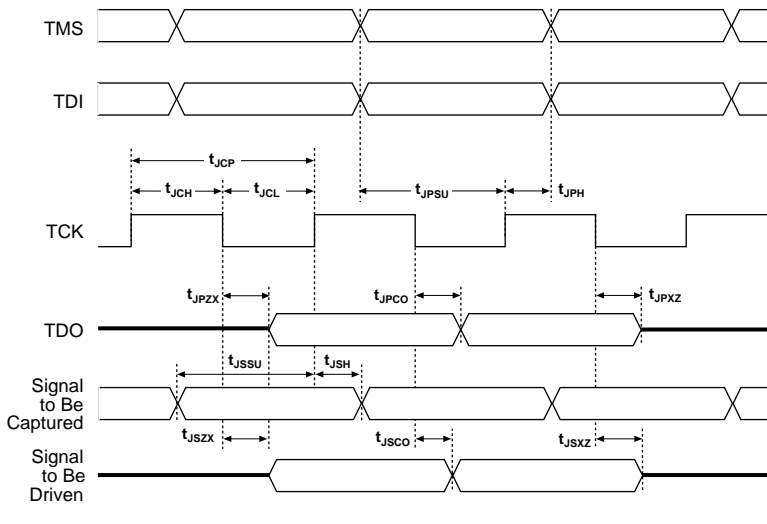 TMS
TDI
tJCP
tJCH
tJCL
tJPSU
tJPH
TCK
tJPZX
tJPCO
tJPXZ
TDO
tJSSU
tJSH
Signal
to Be
Captured
tJSZX
tJSCO
tJSXZ
Signal
to Be
Driven